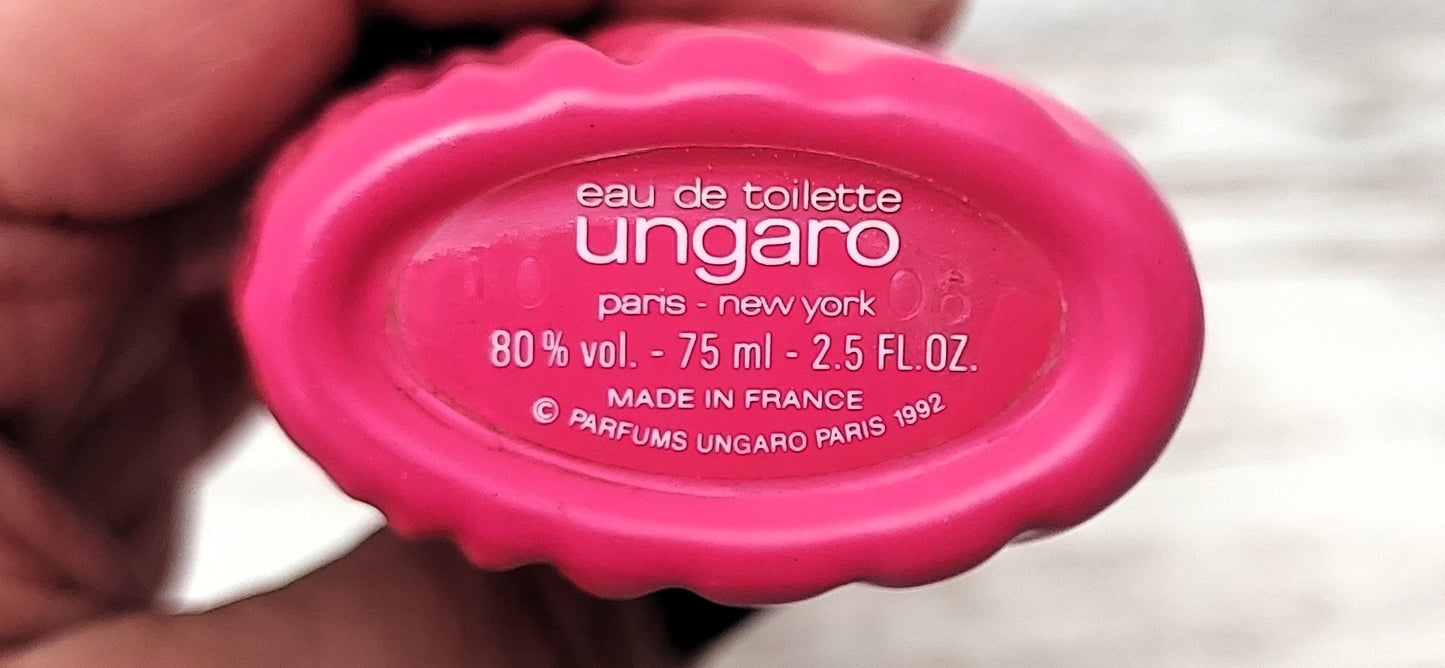 eau de toilette
ungaro
paris - new york
80% vol. - 75 ml - 2.5 FL.OZ.
MADE IN FRANCE
© PARFUMS UNGARO PARIS 1992
06